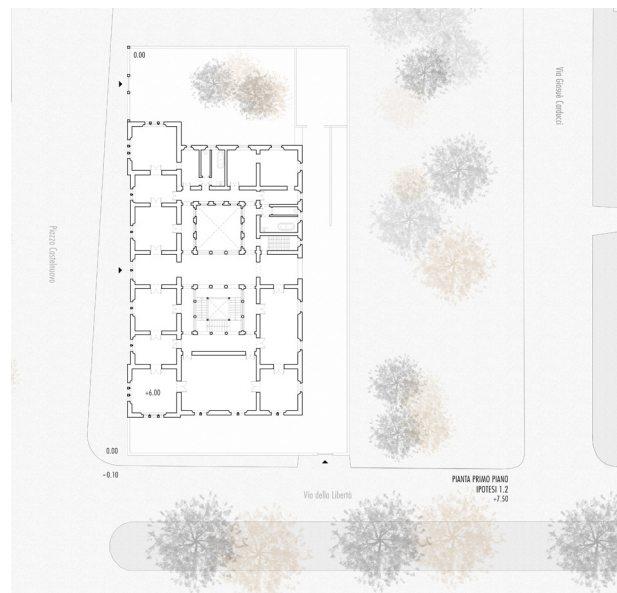 0.00
Via Giosuè Carducci
Piazza Castelnuovo
+6.00
0.00
−0.10
PIANTA PRIMO PIANO
IPOTESI 1.2
+7.50
Via della Libertà